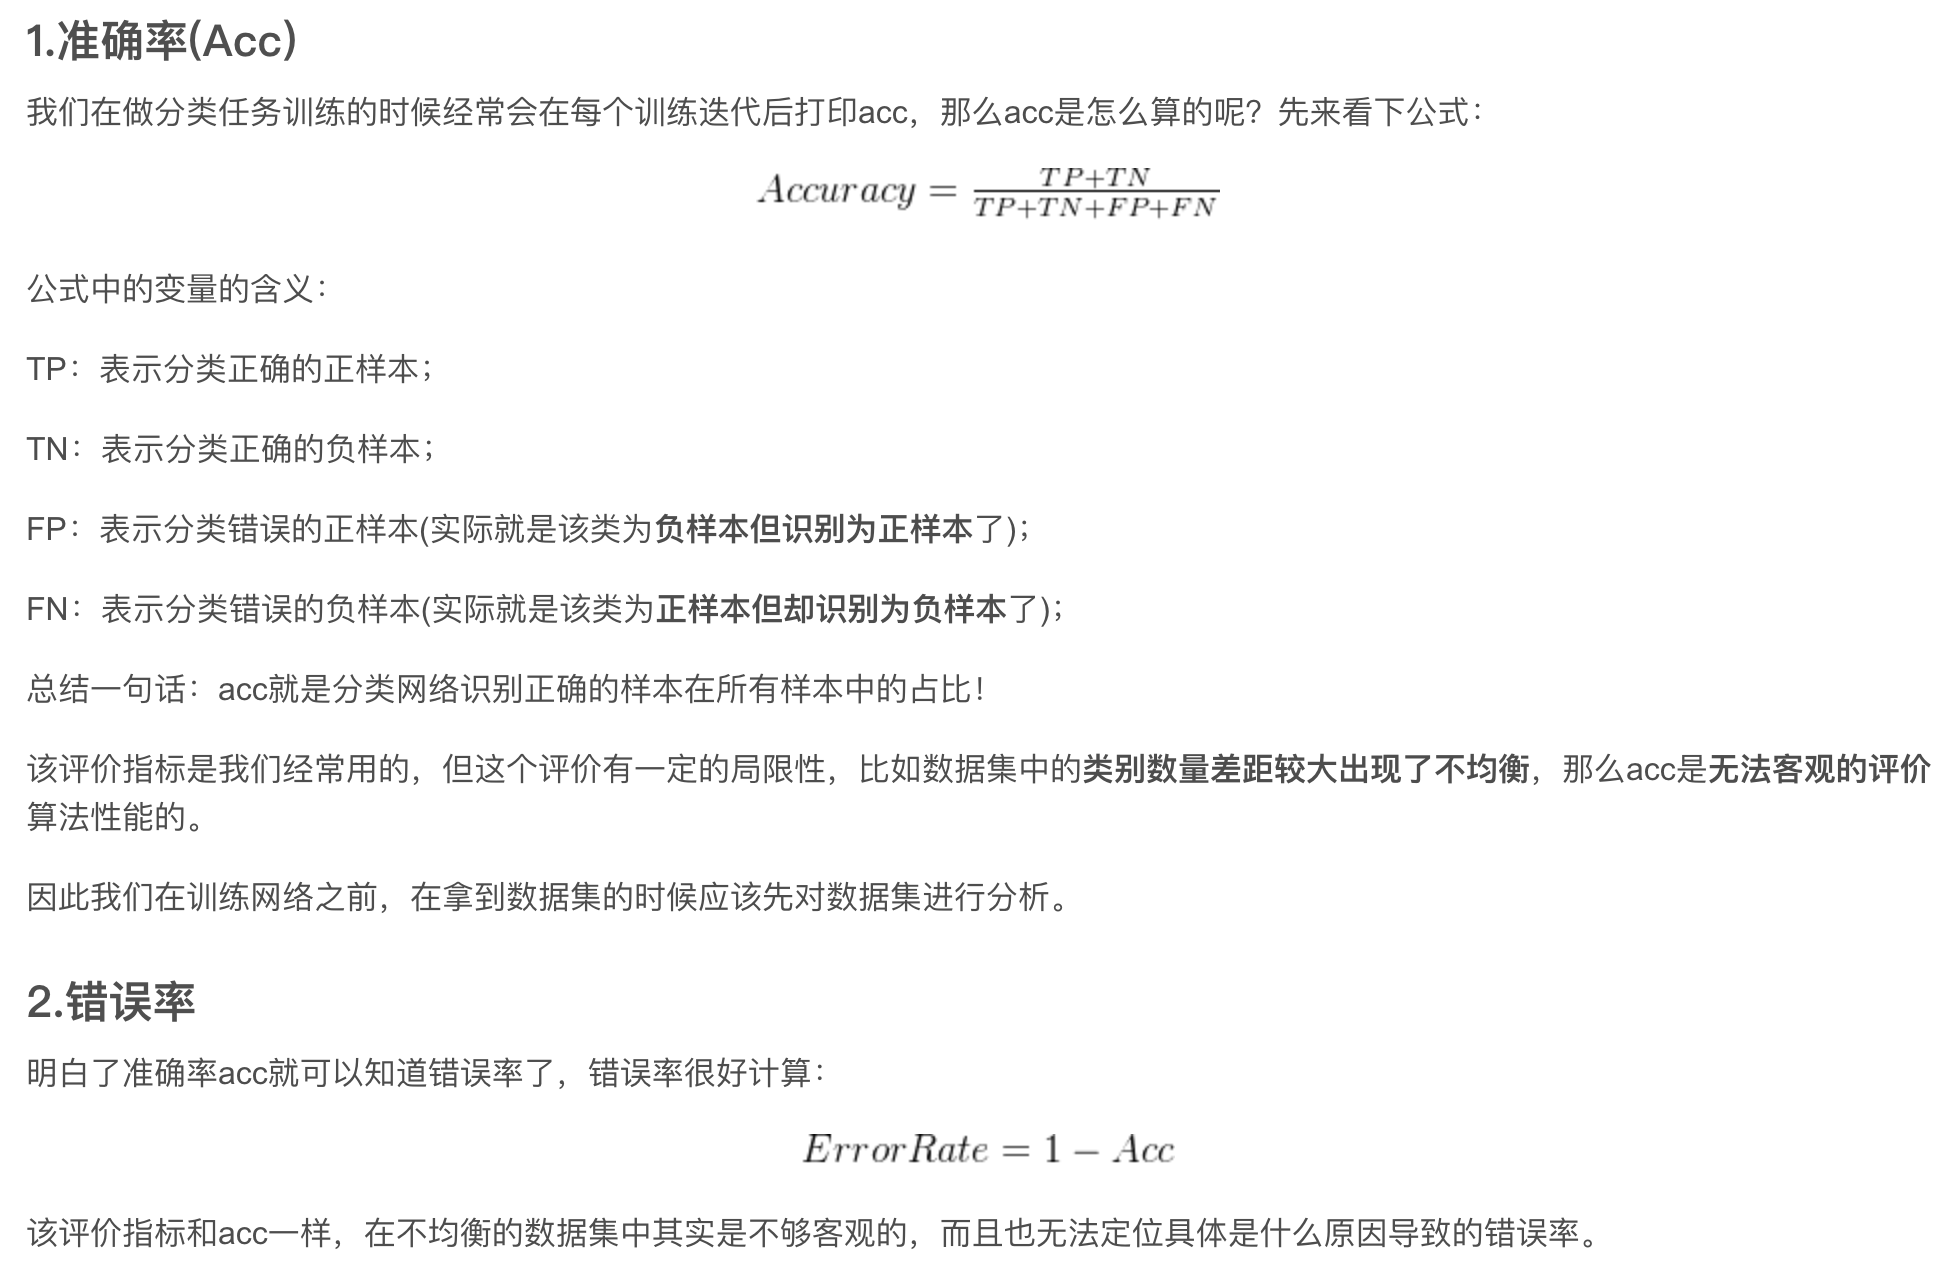 1.准确率(Acc)
我们在做分类任务训练的时候经常会在每个训练迭代后打印acc，那么acc是怎么算的呢？先来看下公式：
Accuracy = \frac{TP+TN}{TP+TN+FP+FN}
公式中的变量的含义：
TP：表示分类正确的正样本；
TN：表示分类正确的负样本；
FP：表示分类错误的正样本(实际就是该类为负样本但识别为正样本了)；
FN：表示分类错误的负样本(实际就是该类为正样本但却识别为负样本了)；
总结一句话：acc就是分类网络识别正确的样本在所有样本中的占比！
该评价指标是我们经常用的，但这个评价有一定的局限性，比如数据集中的类别数量差距较大出现了不均衡，那么acc是无法客观的评价
算法性能的。
因此我们在训练网络之前，在拿到数据集的时候应该先对数据集进行分析。
2.错误率
明白了准确率acc就可以知道错误率了，错误率很好计算：
ErrorRate = 1 − Acc
该评价指标和acc一样，在不均衡的数据集中其实是不够客观的，而且也无法定位具体是什么原因导致的错误率。